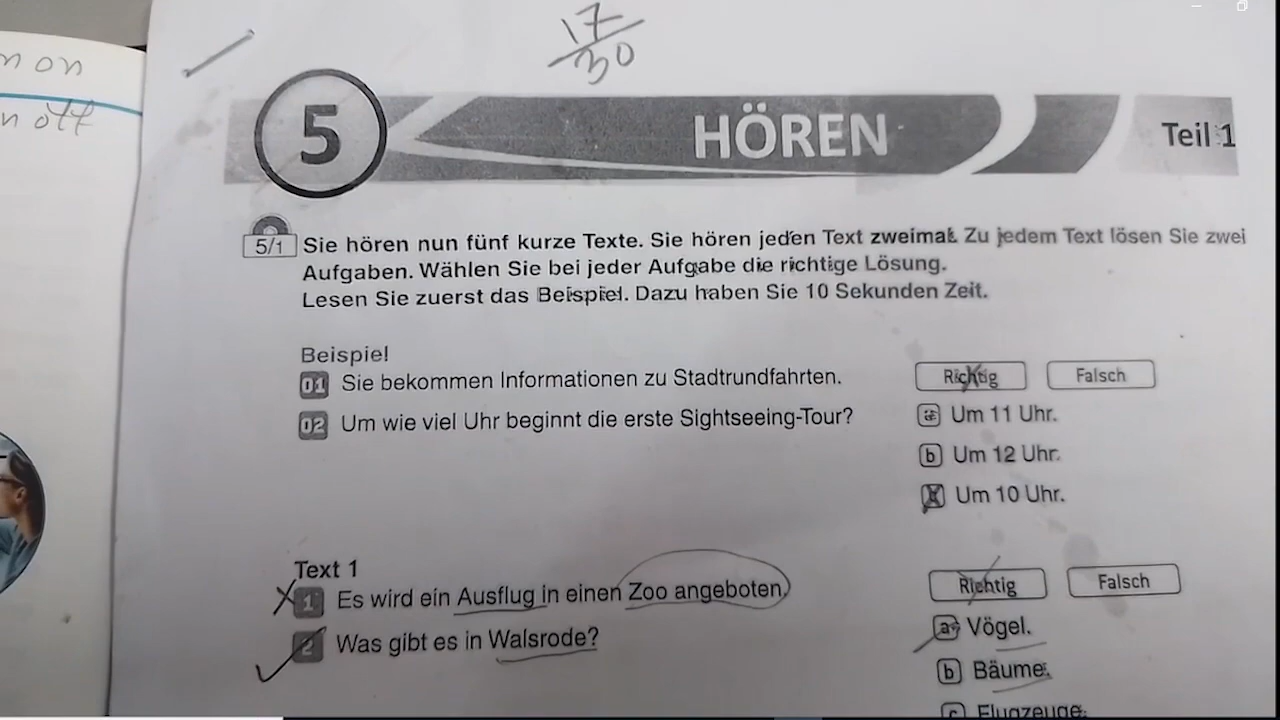 n on
n off
17/30
5 HÖREN Teil 1
5/1 Sie hören nun fünf kurze Texte. Sie hören jeden Text zweimal. Zu jedem Text lösen Sie zwei
Aufgaben. Wählen Sie bei jeder Aufgabe die richtige Lösung.
Lesen Sie zuerst das Beispiel. Dazu haben Sie 10 Sekunden Zeit.
Beispiel
01 Sie bekommen Informationen zu Stadtrundfahrten. Richtig Falsch
02 Um wie viel Uhr beginnt die erste Sightseeing-Tour? a Um 11 Uhr.
b Um 12 Uhr.
Um 10 Uhr.
Text 1
1 Es wird ein Ausflug in einen Zoo angeboten. Richtig Falsch
2 Was gibt es in Walsrode? a Vögel.
b Bäume.
c Flugzeuge.